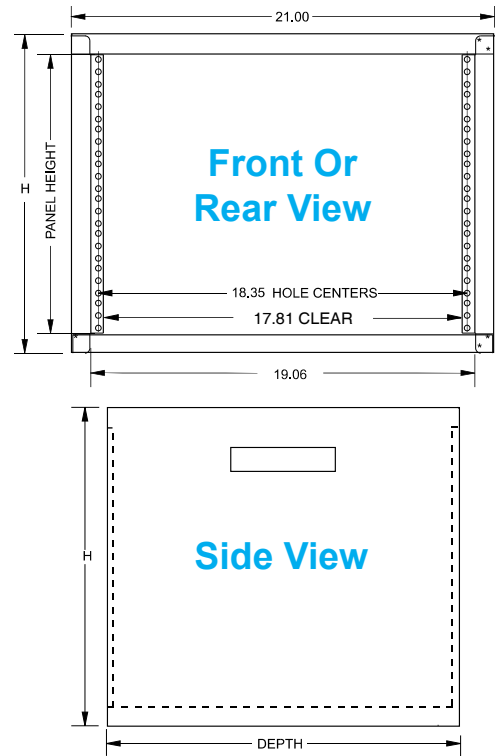 21.00
H
PANEL HEIGHT
Front Or
Rear View
18.35 HOLE CENTERS
17.81 CLEAR
19.06
H
Side View
DEPTH